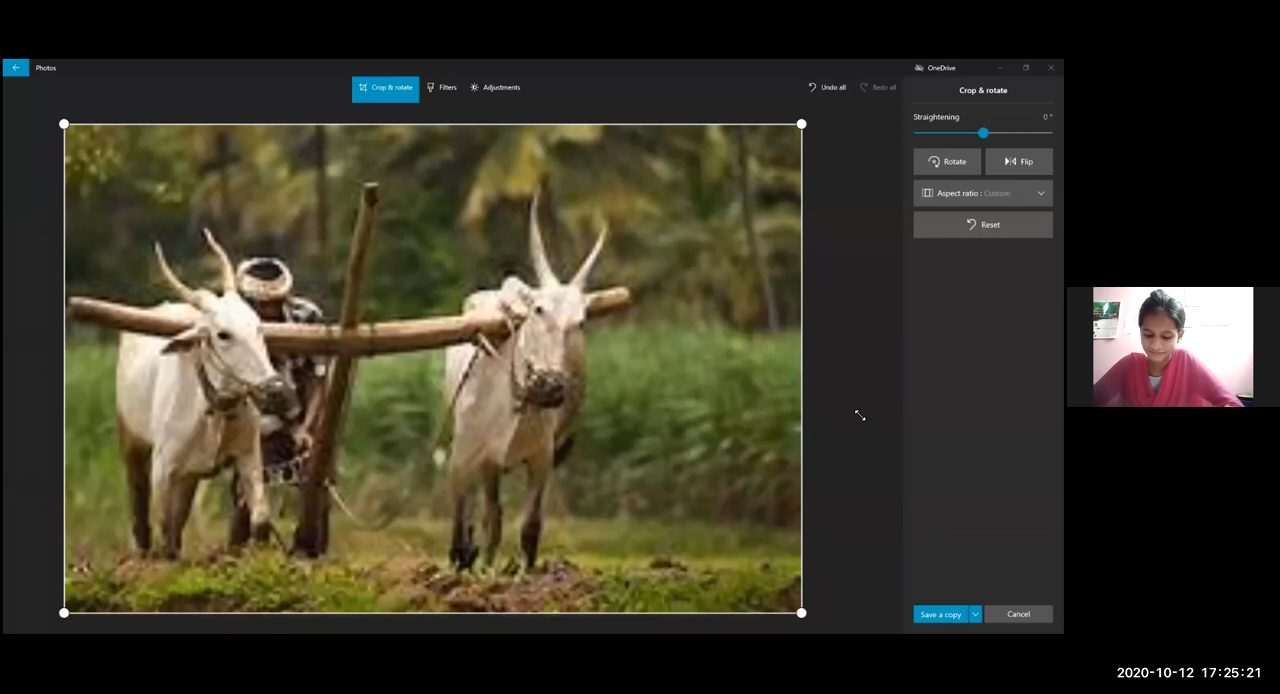 Photos
OneDrive
Crop & rotate
Filters
Adjustments
Undo all
Redo all
Crop & rotate
Straightening
0 °
Rotate
Flip
Aspect ratio : Custom
Reset
Save a copy
Cancel
2020-10-12 17:25:21